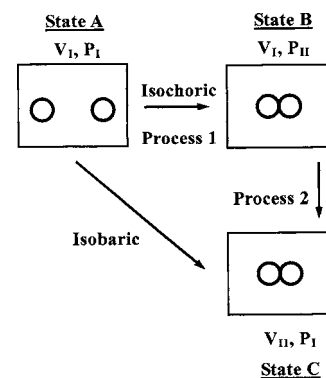 State A
V_I, P_I
State B
V_I, P_II
Isochoric
Process 1
Process 2
Isobaric
V_II, P_I
State C